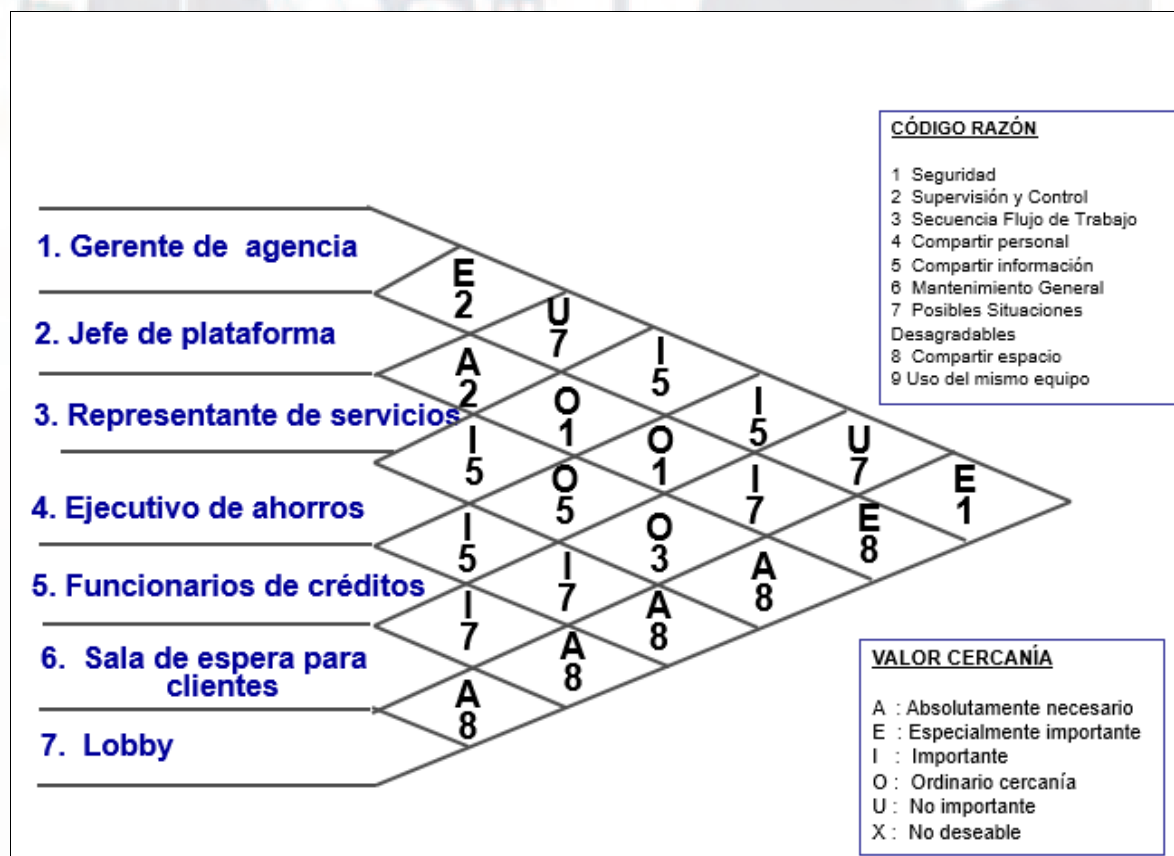 CÓDIGO RAZÓN
1 Seguridad
2 Supervisión y Control
3 Secuencia Flujo de Trabajo
4 Compartir personal
5 Compartir información
6 Mantenimiento General
7 Posibles Situaciones
Desagradables
8 Compartir espacio
9 Uso del mismo equipo
1. Gerente de agencia
2. Jefe de plataforma
3. Representante de servicios
4. Ejecutivo de ahorros
5. Funcionarios de créditos
6. Sala de espera para
clientes
7. Lobby
E
2
A
2
I
5
I
5
I
7
A
8
U
7
O
1
O
5
I
7
A
8
I
5
O
1
O
3
A
8
I
5
I
7
A
8
U
7
E
8
E
1
VALOR CERCANÍA
A : Absolutamente necesario
E : Especialmente importante
I : Importante
O : Ordinario cercanía
U : No importante
X : No deseable